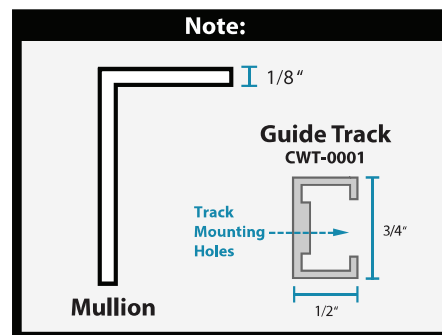 Note:
1/8“
Guide Track
CWT-0001
Track
Mounting
Holes
3/4“
1/2“
Mullion